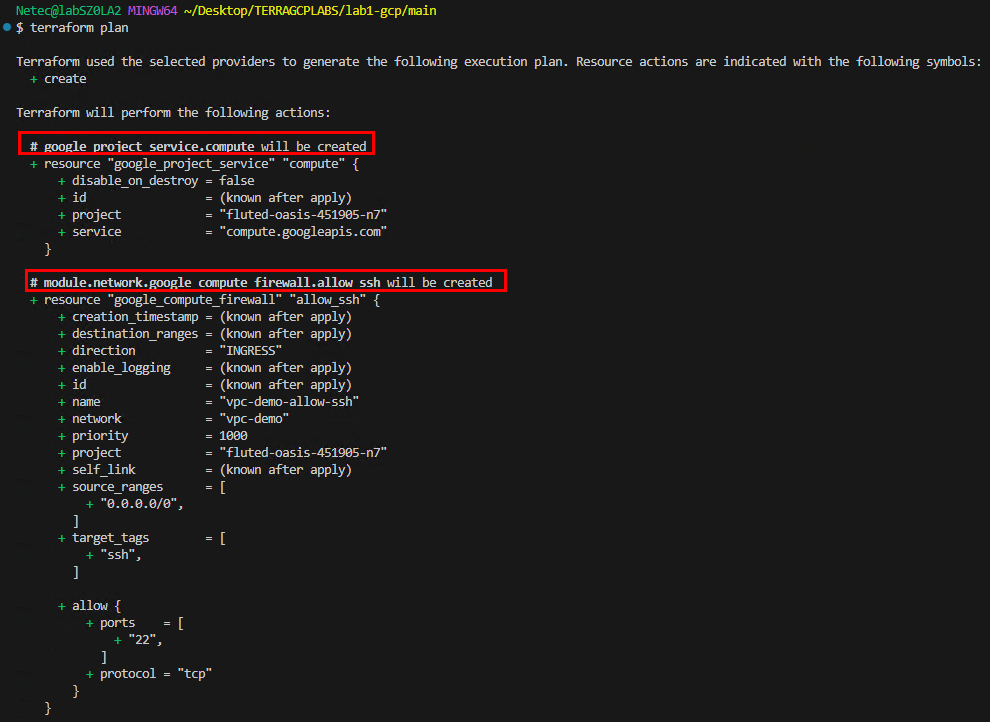 Netec@labSZ0LA2 MINGW64 ~/Desktop/TERRAGCPLABS/lab1-gcp/main
$ terraform plan
Terraform used the selected providers to generate the following execution plan. Resource actions are indicated with the following symbols:
+ create
Terraform will perform the following actions:
# google_project_service.compute will be created
+ resource "google_project_service" "compute" {
+ disable_on_destroy = false
+ id = (known after apply)
+ project = "fluted-oasis-451905-n7"
+ service = "compute.googleapis.com"
}
# module.network.google_compute_firewall.allow_ssh will be created
+ resource "google_compute_firewall" "allow_ssh" {
+ creation_timestamp = (known after apply)
+ destination_ranges = (known after apply)
+ direction = "INGRESS"
+ enable_logging = (known after apply)
+ id = (known after apply)
+ name = "vpc-demo-allow-ssh"
+ network = "vpc-demo"
+ priority = 1000
+ project = "fluted-oasis-451905-n7"
+ self_link = (known after apply)
+ source_ranges = [
+ "0.0.0.0/0",
]
+ target_tags = [
+ "ssh",
]
+ allow {
+ ports = [
+ "22",
]
+ protocol = "tcp"
}
}